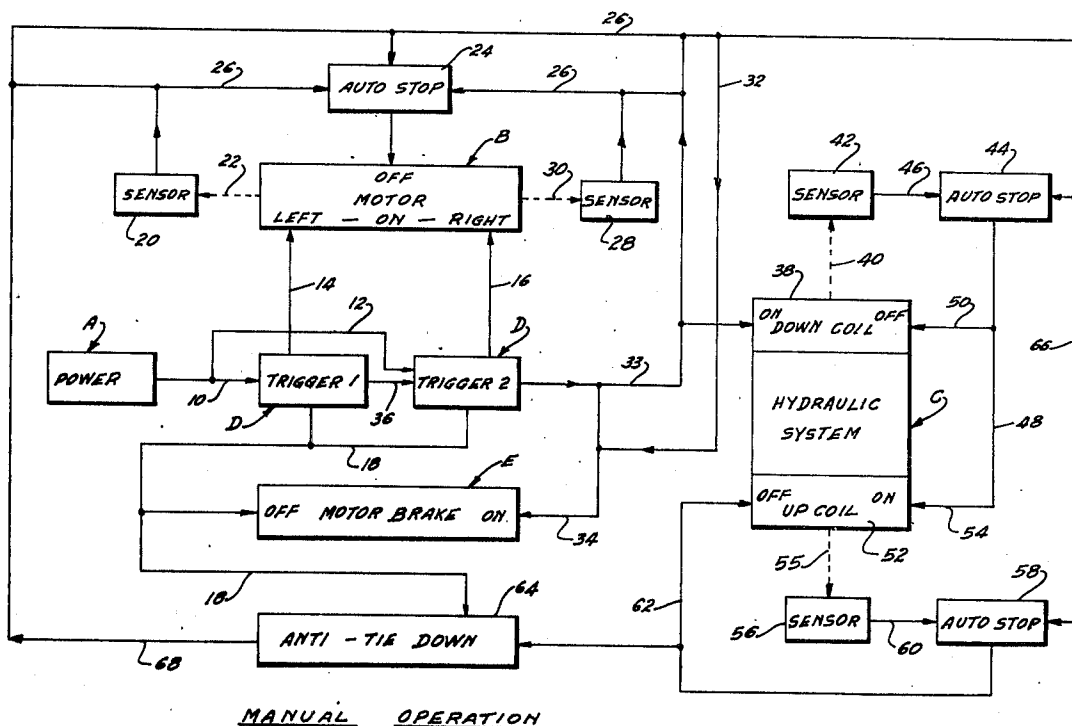 26
24
26
AUTO STOP
26
32
B
42
44
22
OFF
30
46
SENSOR
MOTOR
SENSOR
SENSOR
AUTO STOP
LEFT - ON - RIGHT
20
28
40
14
16
38
12
ON
OFF
50
A
D
DOWN COIL
66
33
POWER
TRIGGER 1
TRIGGER 2
10
36
D
HYDRAULIC
C
SYSTEM
48
18
E
OFF
ON
OFF MOTOR BRAKE ON
UP COIL
34
52
54
55
18
64
62
58
ANTI - TIE DOWN
SENSOR
AUTO STOP
56
60
68
MANUAL OPERATION